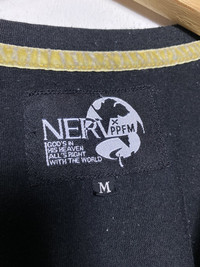 NERV
× PPFM
GOD'S IN
HIS HEAVEN
ALL'S RIGHT
WITH THE WORLD
M